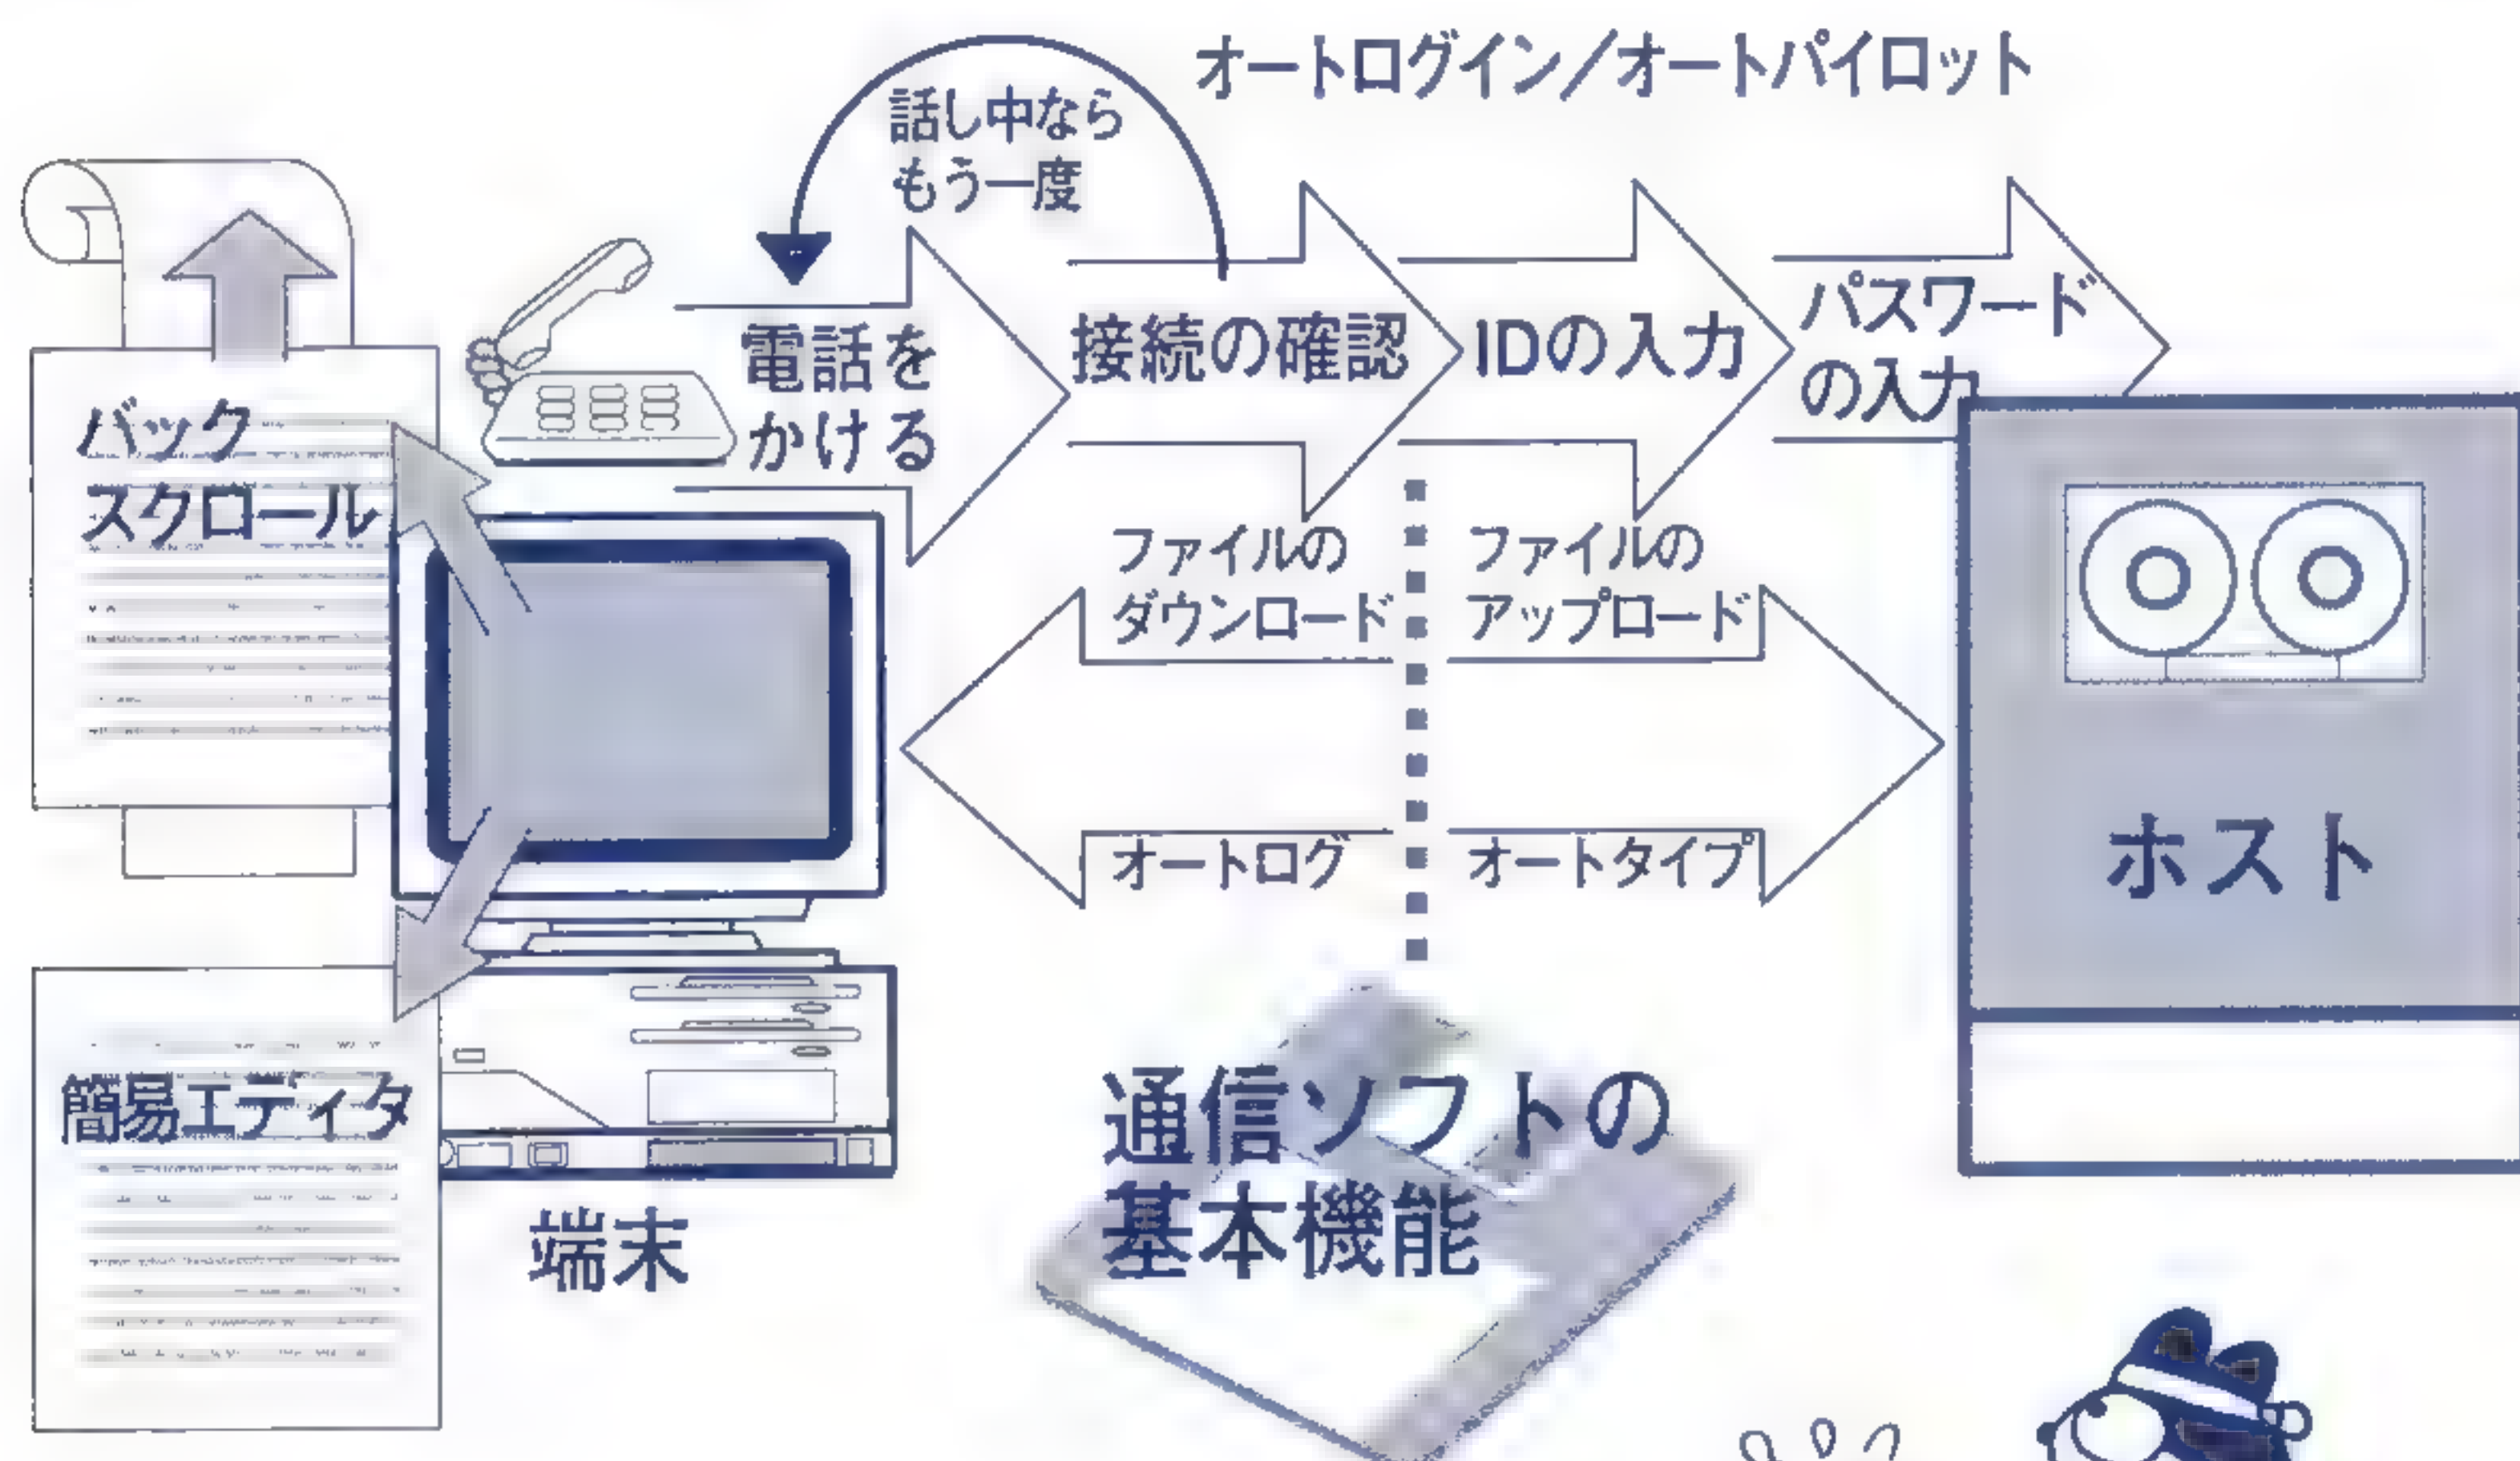 オートログイン／オートパイロット
話し中なら
もう一度
電話を
かける
接続の確認
IDの入力
パスワード
の入力
バック
スクロール
ファイルの
ダウンロード
ファイルの
アップロード
オートログ
オートタイプ
ホスト
簡易エディタ
端末
通信ソフトの
基本機能